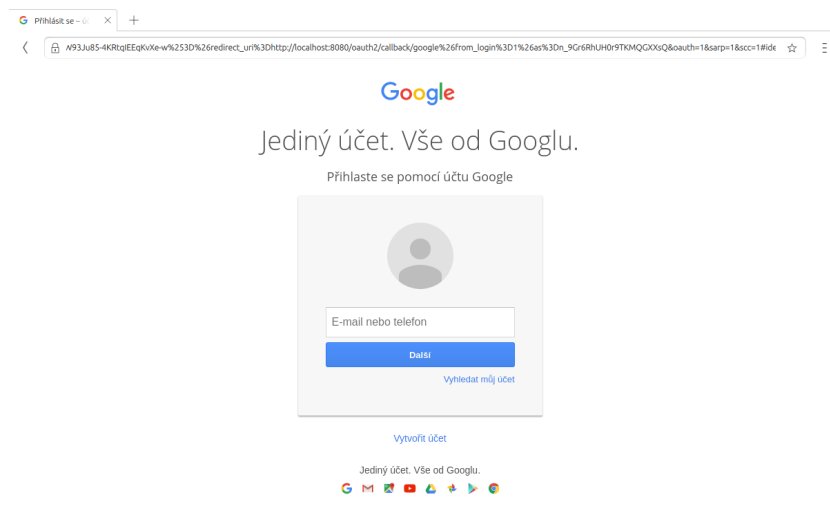 Přihlásit se –
N93Ju85-4KRtqIEEqKvXe-w%253D%26redirect_uri%3Dhttp://localhost:8080/oauth2/callback/google%26from_login%3D1%26as%3Dn_9Gr6RhUH0r9TKMQGXXsQ&oauth=1&sarp=1&scc=1#ide
Google
Jediný účet. Vše od Googlu.
Přihlaste se pomocí účtu Google
E-mail nebo telefon
Další
Vyhledat můj účet
Vytvořit účet
Jediný účet. Vše od Googlu.